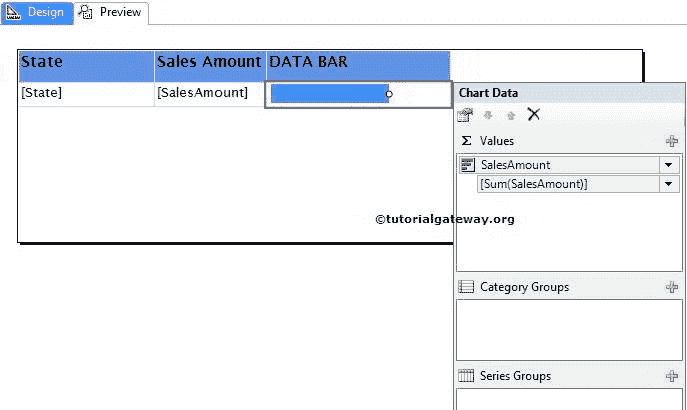 Design Preview
State Sales Amount DATA BAR
[State] [SalesAmount]
Chart Data
Σ Values
SalesAmount
[Sum(SalesAmount)]
©tutorialgateway.org
Category Groups
Series Groups